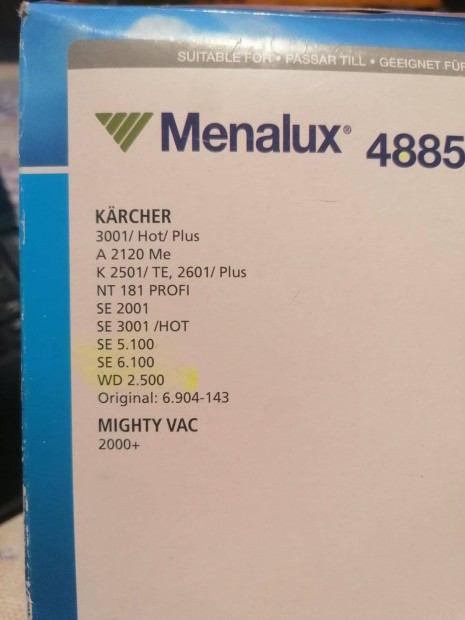 SUITABLE FOR • PASSAR TILL • GEEIGNET FÜR
Menalux® 4885
KÄRCHER
3001/ Hot/ Plus
A 2120 Me
K 2501/ TE, 2601/ Plus
NT 181 PROFI
SE 2001
SE 3001 /HOT
SE 5.100
SE 6.100
WD 2.500
Original: 6.904-143
MIGHTY VAC
2000+